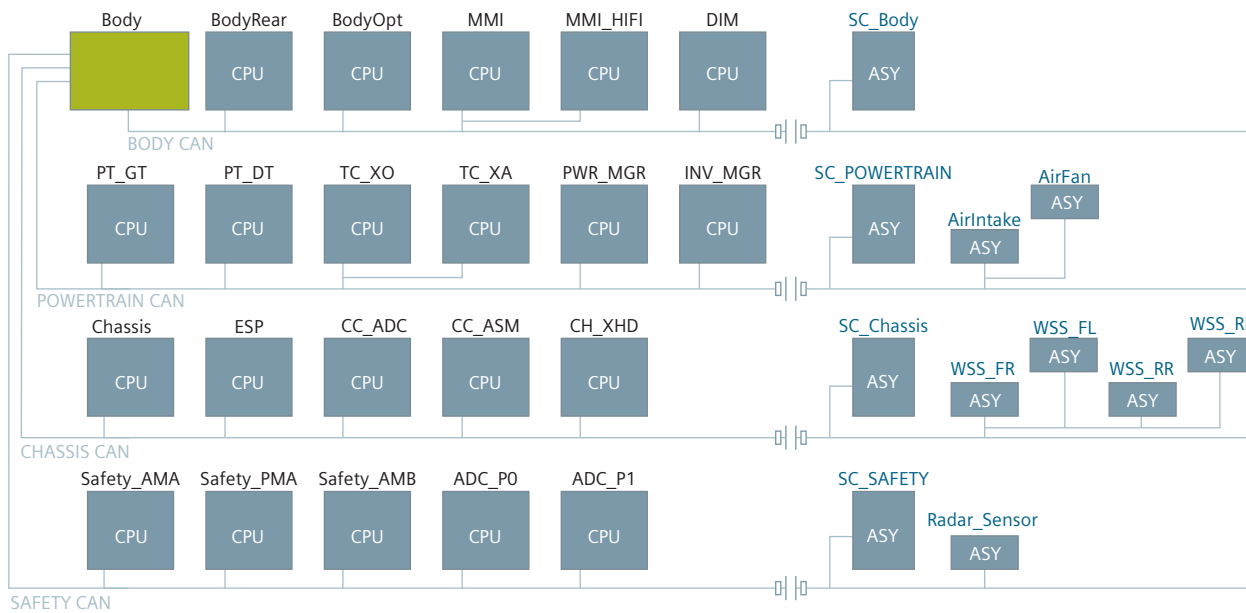 Body BodyRear BodyOpt MMI MMI_HIFI DIM SC_Body
CPU CPU CPU CPU CPU ASY
BODY CAN
PT_GT PT_DT TC_XO TC_XA PWR_MGR INV_MGR SC_POWERTRAIN AirFan
ASY
AirIntake
CPU CPU CPU CPU CPU CPU ASY ASY
POWERTRAIN CAN
Chassis ESP CC_ADC CC_ASM CH_XHD SC_Chassis WSS_FL
ASY ASY
WSS_FR WSS_RR
CPU CPU CPU CPU CPU ASY ASY ASY
CHASSIS CAN
Safety_AMA Safety_PMA Safety_AMB ADC_P0 ADC_P1 SC_SAFETY
Radar_Sensor
CPU CPU CPU CPU CPU ASY ASY
SAFETY CAN